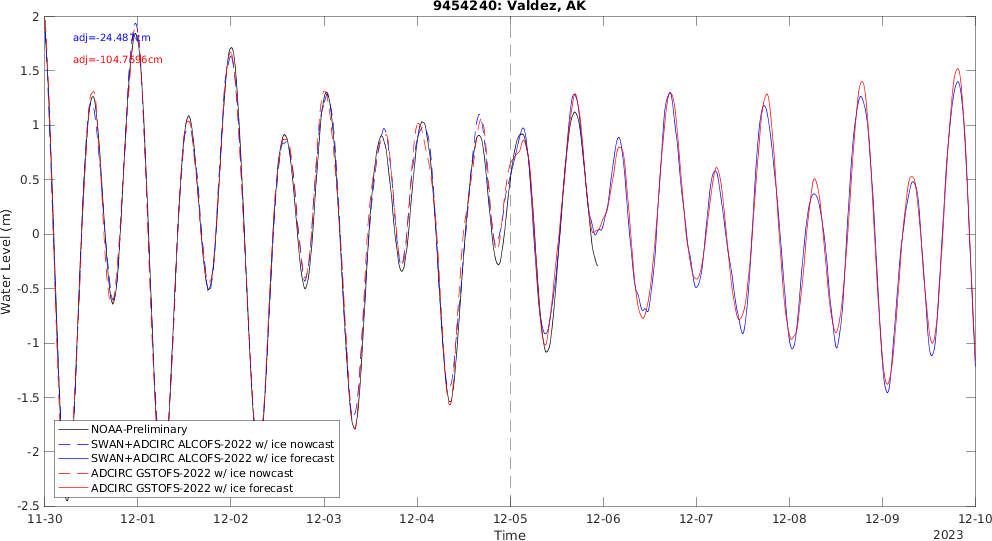 9454240: Valdez, AK
adj=-24.487cm
adj=-104.7596cm
Water Level (m)
2
1.5
1
0.5
0
-0.5
-1
-1.5
-2
-2.5
NOAA-Preliminary
SWAN+ADCIRC ALCOFS-2022 w/ ice nowcast
SWAN+ADCIRC ALCOFS-2022 w/ ice forecast
ADCIRC GSTOFS-2022 w/ ice nowcast
ADCIRC GSTOFS-2022 w/ ice forecast
11-30 12-01 12-02 12-03 12-04 12-05 12-06 12-07 12-08 12-09 12-10
Time
2023